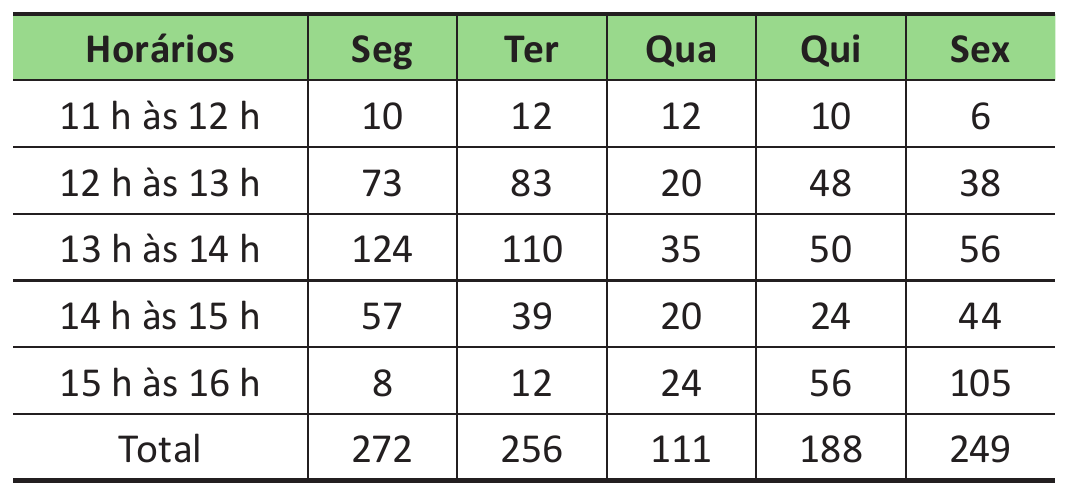 Horários Seg Ter Qua Qui Sex
11 h às 12 h 10 12 12 10 6
12 h às 13 h 73 83 20 48 38
13 h às 14 h 124 110 35 50 56
14 h às 15 h 57 39 20 24 44
15 h às 16 h 8 12 24 56 105
Total 272 256 111 188 249